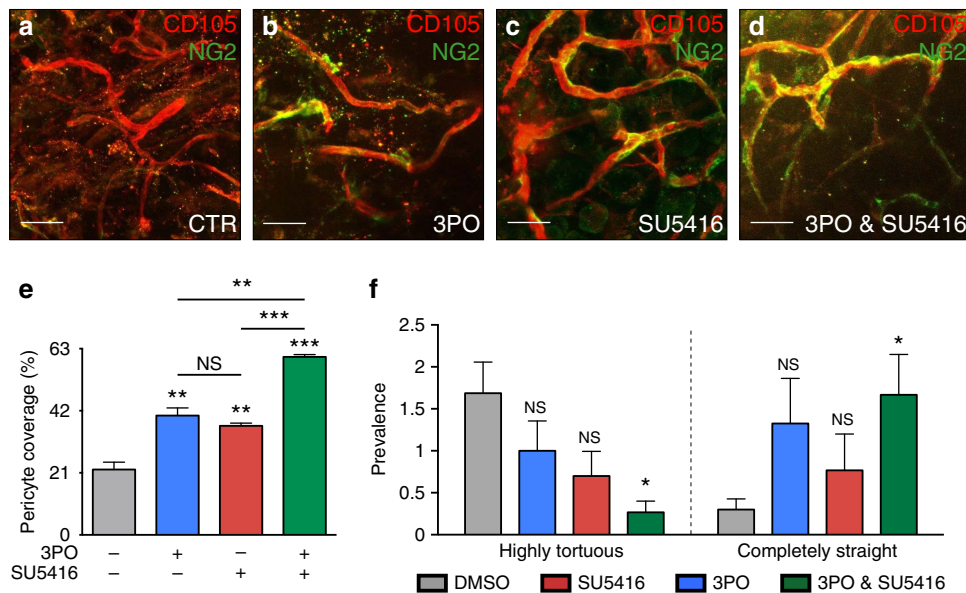 a CD105 NG2 CTR
b CD105 NG2 3PO
c CD105 NG2 SU5416
d CD105 NG2 3PO & SU5416
e
**
***
NS ***
** **
Pericyte coverage (%)
63
42
21
0
3PO – + – +
SU5416 – – + +
f
Prevalence
2.5
2
1.5
1
0.5
0
NS NS *
NS NS *
Highly tortuous Completely straight
DMSO SU5416 3PO 3PO & SU5416